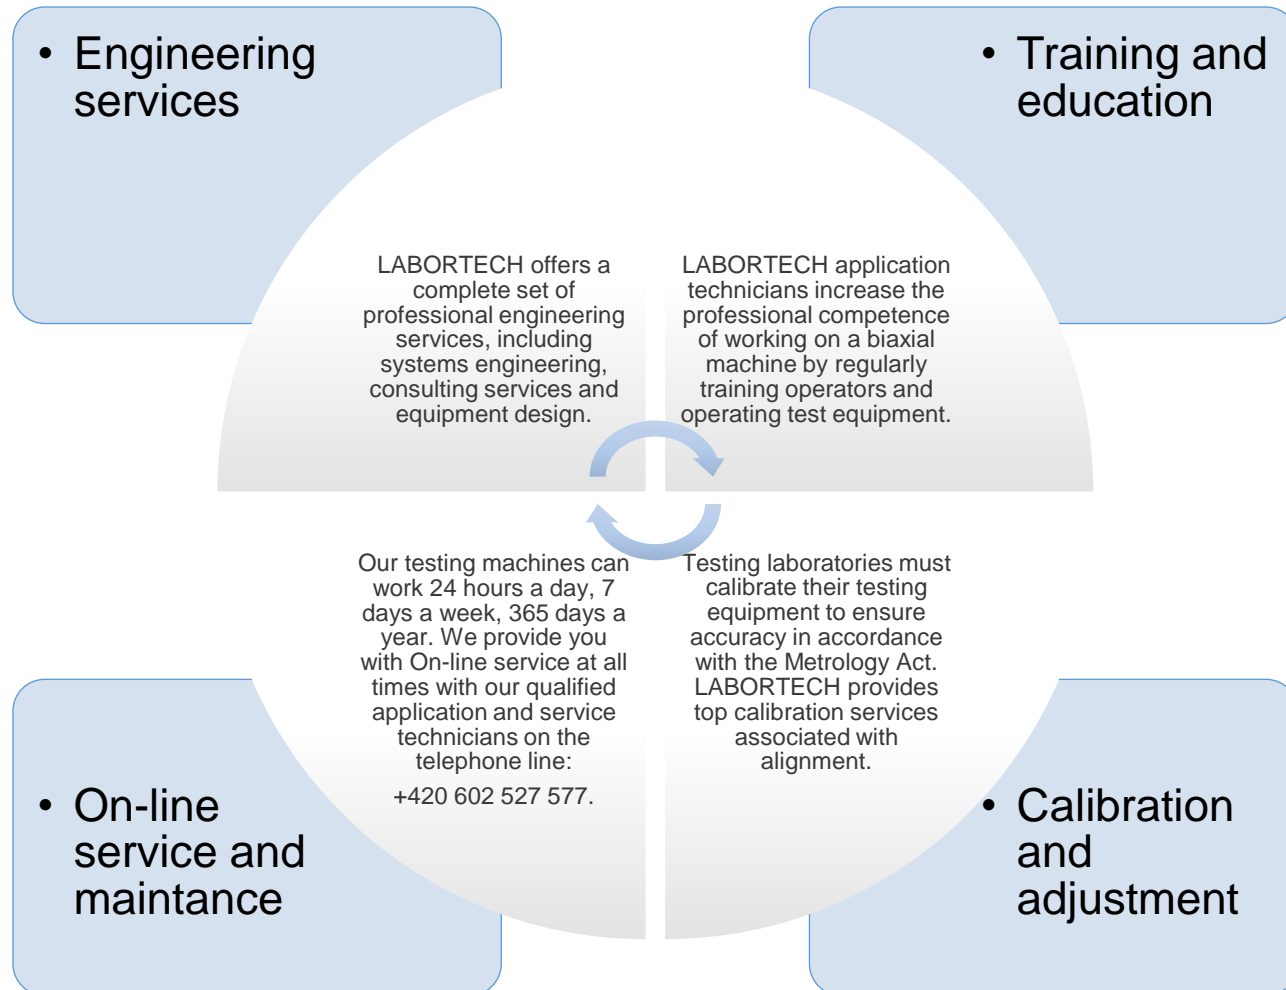 • Engineering
services
• Training and
education
LABORTECH offers a
complete set of
professional engineering
services, including
systems engineering,
consulting services and
equipment design.
LABORTECH application
technicians increase the
professional competence
of working on a biaxial
machine by regularly
training operators and
operating test equipment.
Our testing machines can
work 24 hours a day, 7
days a week, 365 days a
year. We provide you
with On-line service at all
times with our qualified
application and service
technicians on the
telephone line:
+420 602 527 577.
Testing laboratories must
calibrate their testing
equipment to ensure
accuracy in accordance
with the Metrology Act.
LABORTECH provides
top calibration services
associated with
alignment.
• On-line
service and
maintance
• Calibration
and
adjustment